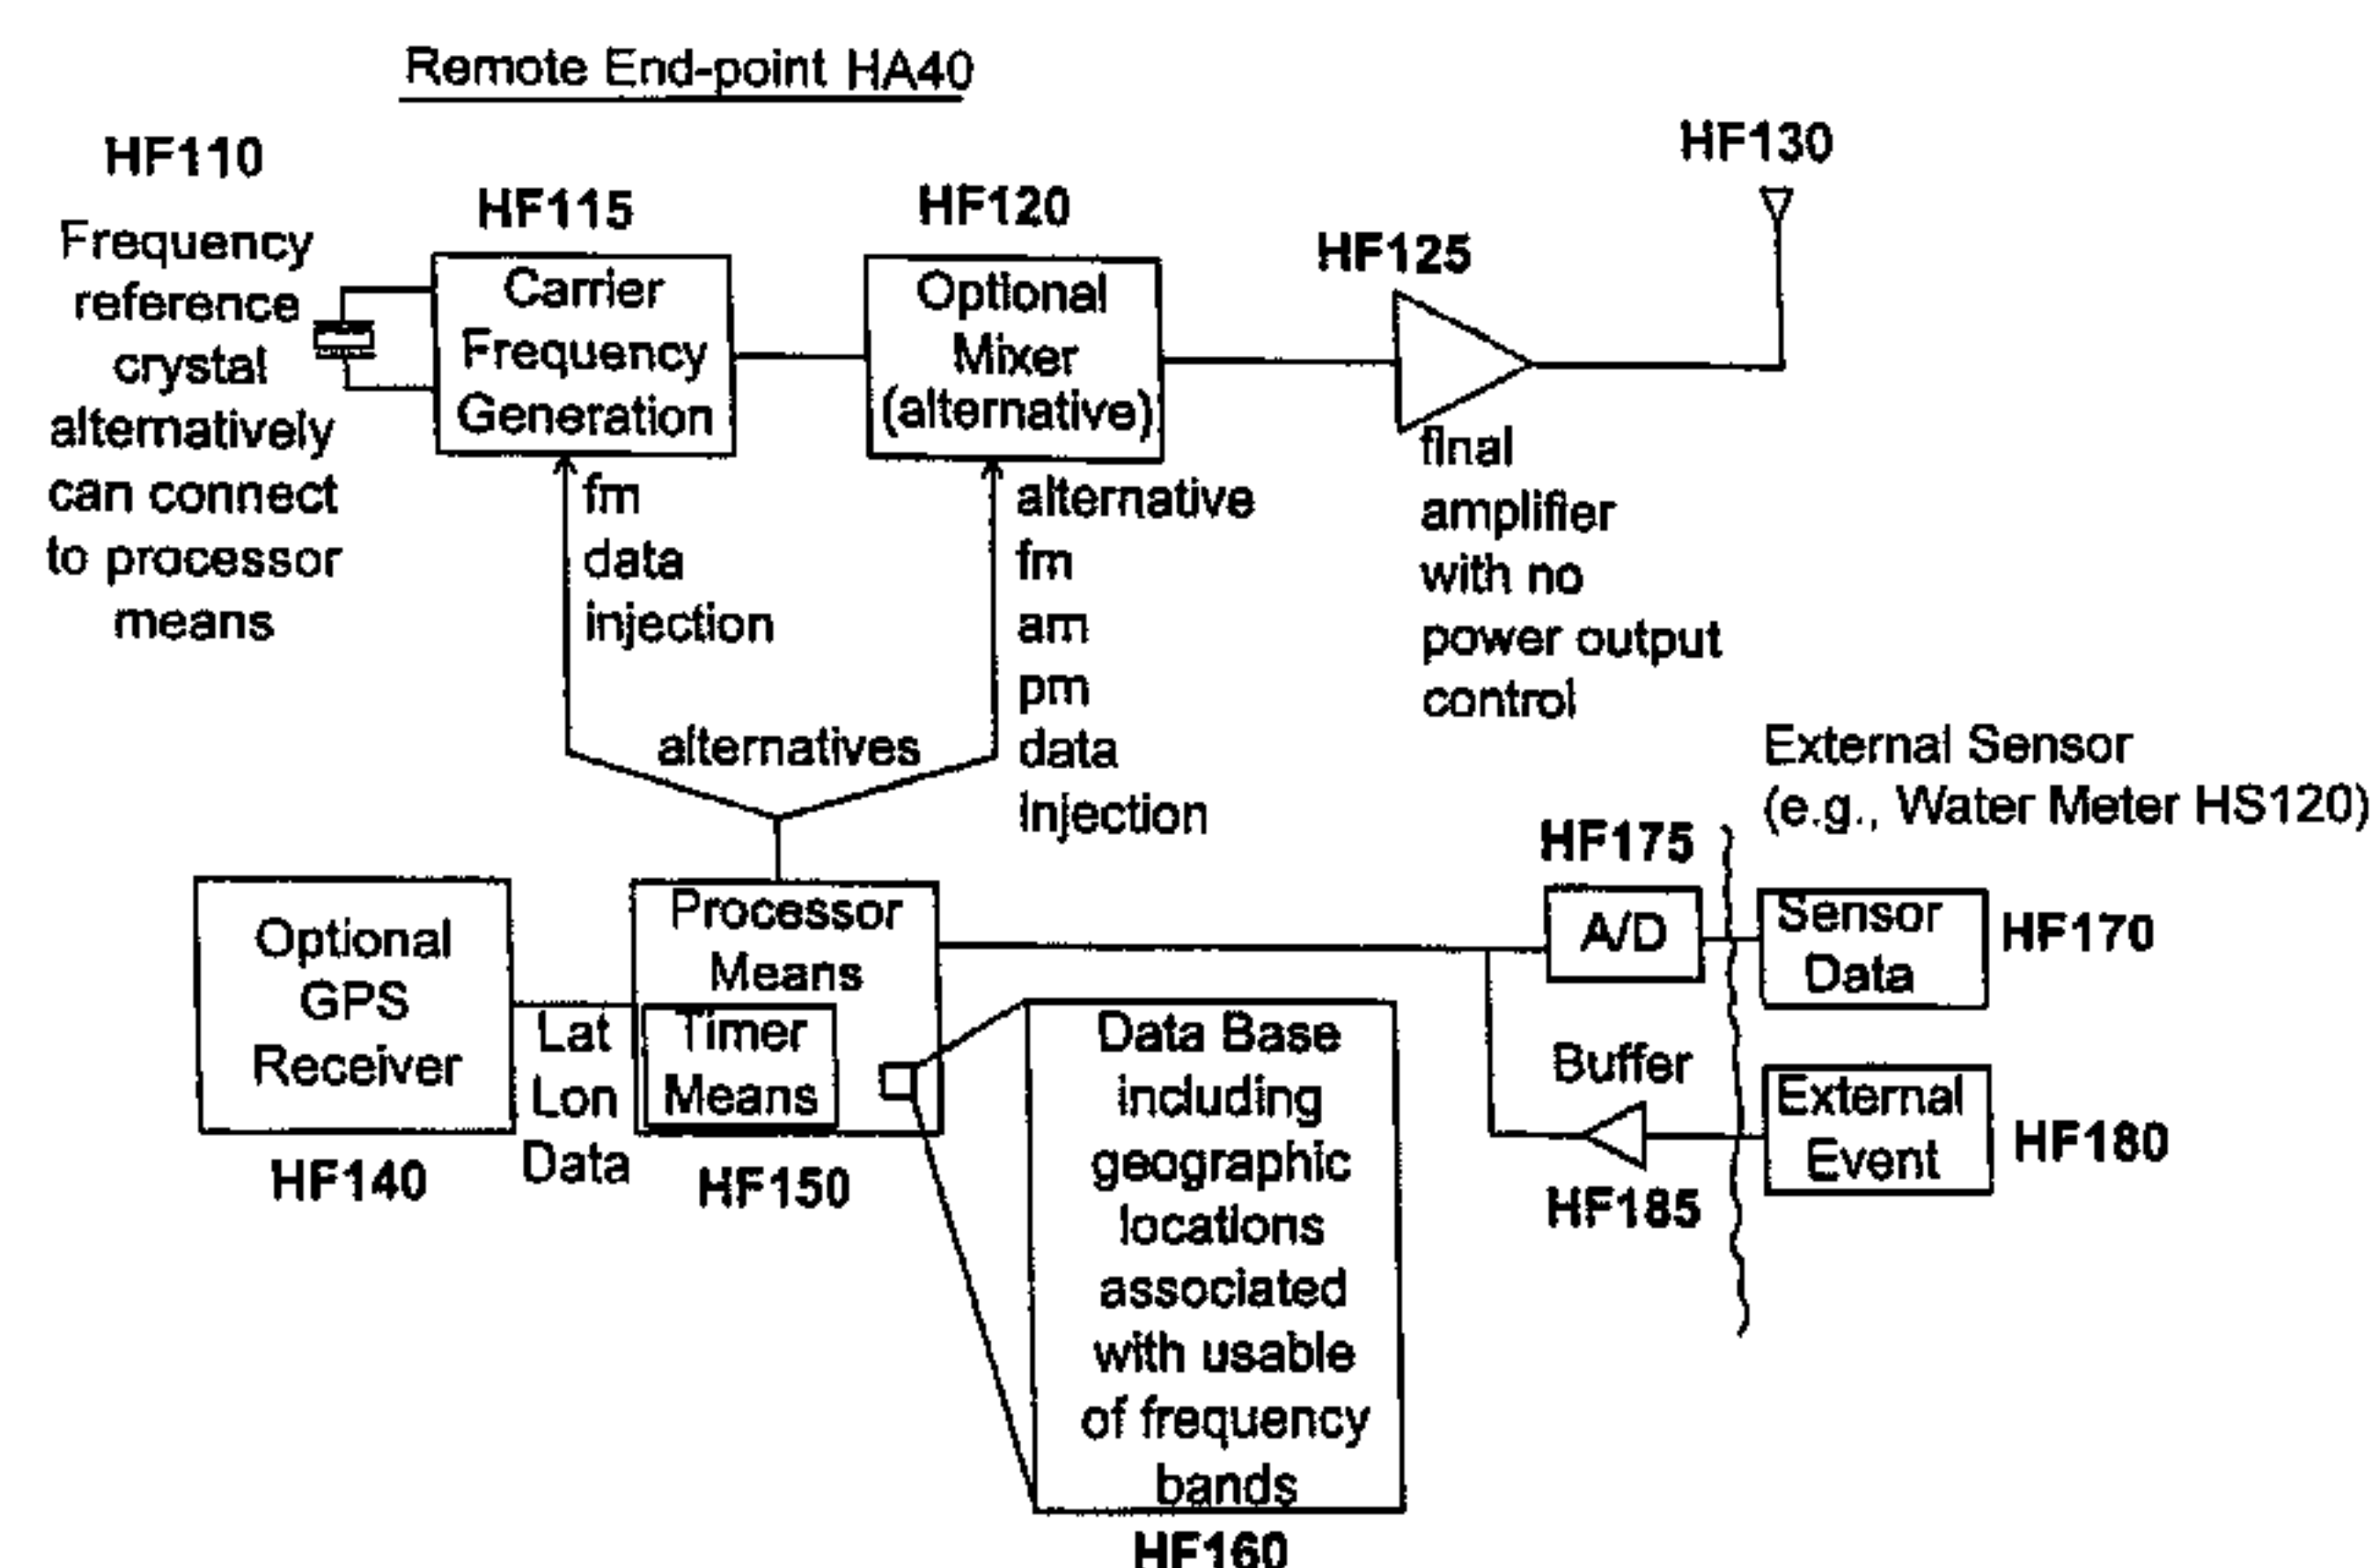 Remote End-point HA40
HF110
Frequency
reference
crystal
alternatively
can connect
to processor
means
HF115
Carrier
Frequency
Generation
HF120
Optional
Mixer
(alternative)
HF125
final
amplifier
with no
power output
control
HF130
fm
data
injection
alternatives
alternative
fm
am
pm
data
Injection
External Sensor
(e.g., Water Meter HS120)
Optional
GPS
Receiver
HF140
Lat
Lon
Data
Processor
Means
Timer
Means
HF150
Data Base
including
geographic
locations
associated
with usable
of frequency
bands
HF160
HF175
A/D
Sensor
Data
HF170
Buffer
HF185
External
Event
HF180